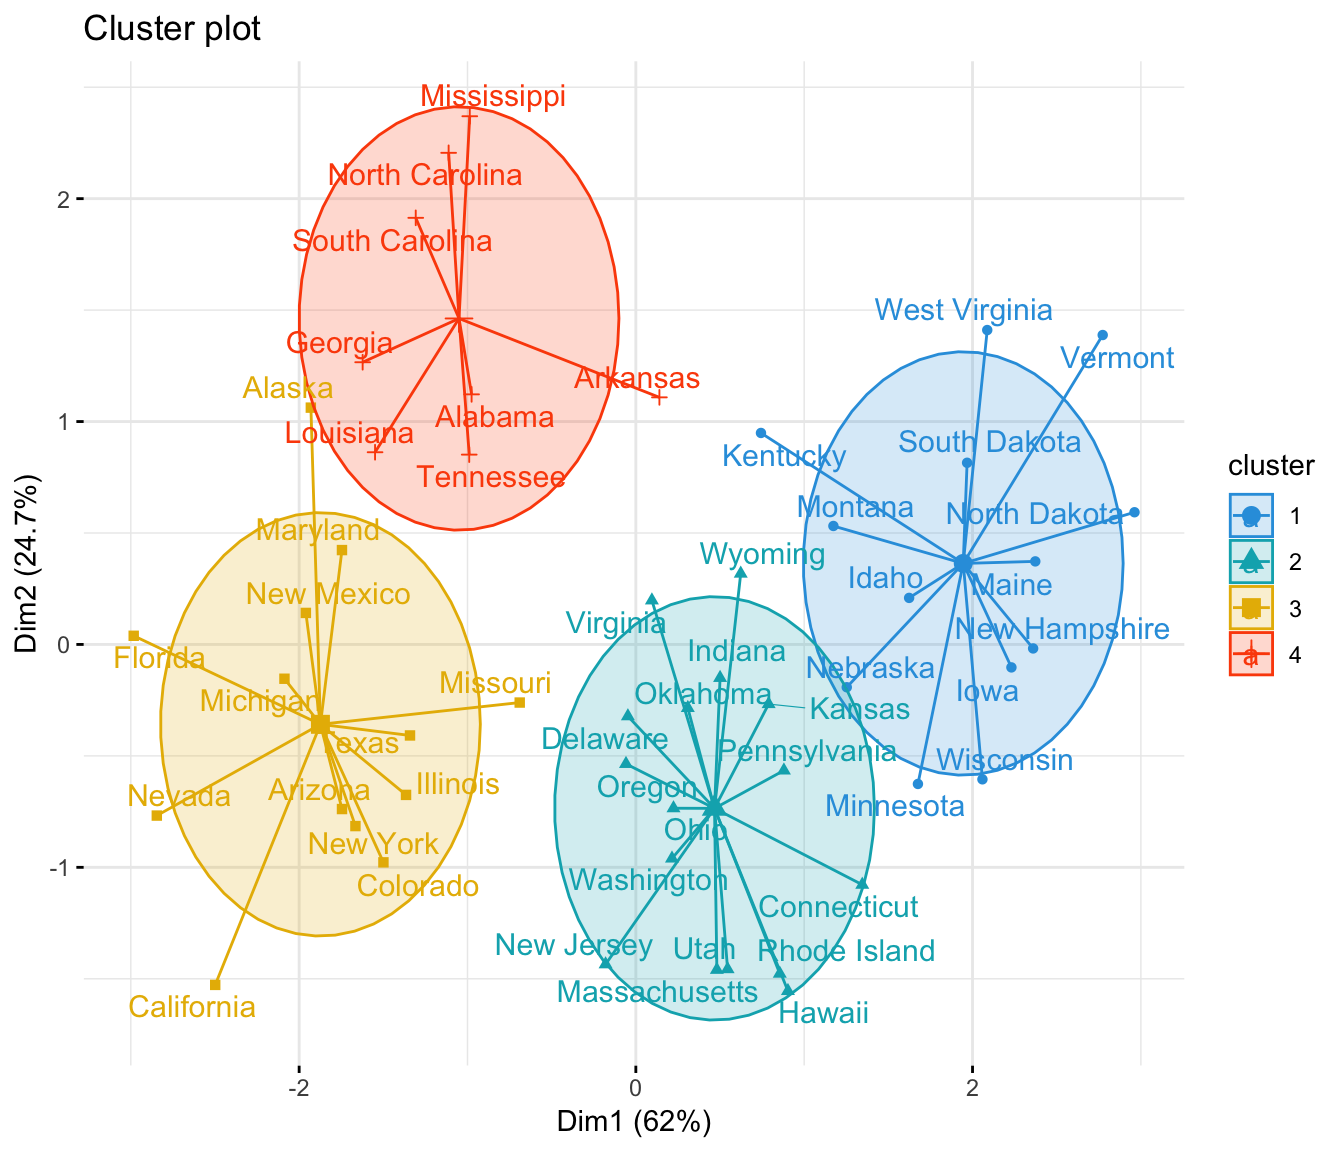 Cluster plot
Mississippi
North Carolina
South Carolina
Georgia
Alaska
Arkansas
Alabama
Louisiana
Tennessee
West Virginia
Vermont
South Dakota
Kentucky
Montana
North Dakota
Idaho
Maine
New Hampshire
Nebraska
Iowa
Wisconsin
Minnesota
Maryland
New Mexico
Florida
Michigan
Missouri
Texas
Nevada
Arizona
Illinois
New York
Colorado
California
Wyoming
Virginia
Indiana
Oklahoma
Kansas
Delaware
Pennsylvania
Oregon
Ohio
Washington
Connecticut
New Jersey
Utah
Rhode Island
Massachusetts
Hawaii
2
1
0
-1
Dim2 (24.7%)
-2
0
2
Dim1 (62%)
cluster
a 1
a 2
a 3
a 4